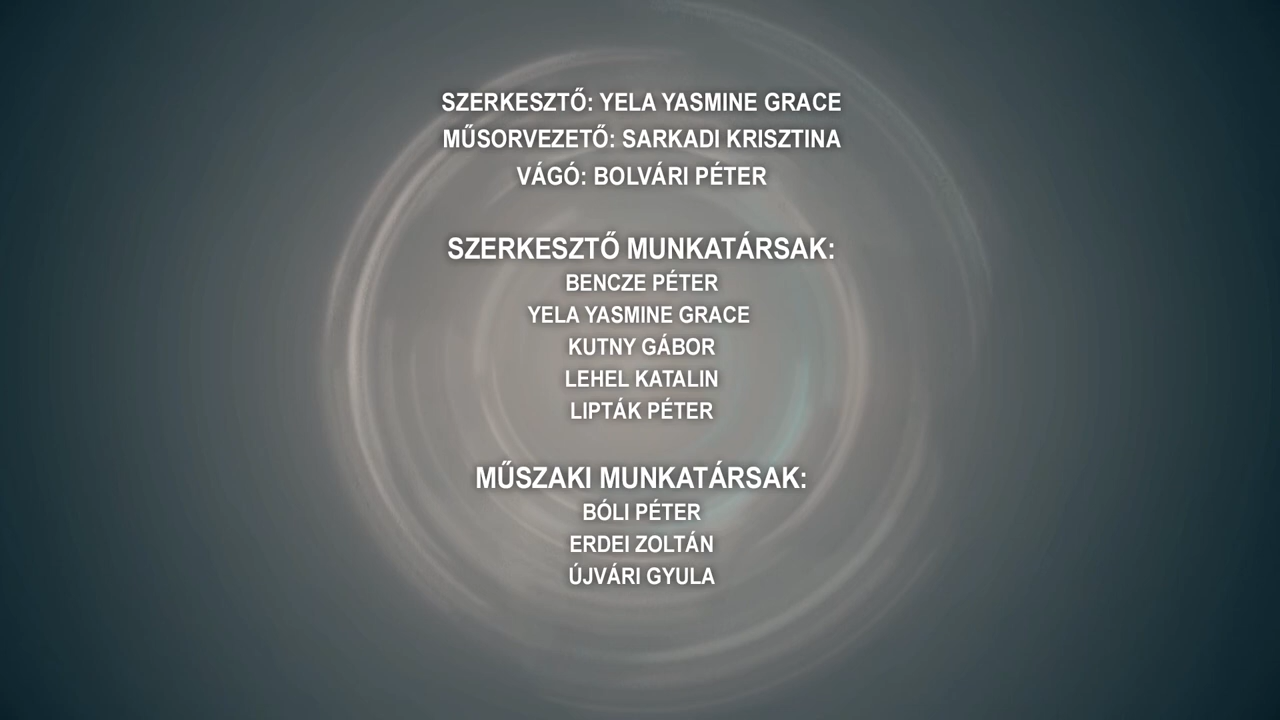 SZERKESZTŐ: YELA YASMINE GRACE
MŰSORVEZETŐ: SARKADI KRISZTINA
VÁGÓ: BOLVÁRI PÉTER
SZERKESZTŐ MUNKATÁRSAK:
BENCZE PÉTER
YELA YASMINE GRACE
KUTNY GÁBOR
LEHEL KATALIN
LIPTÁK PÉTER
MŰSZAKI MUNKATÁRSAK:
BÓLI PÉTER
ERDEI ZOLTÁN
ÚJVÁRI GYULA